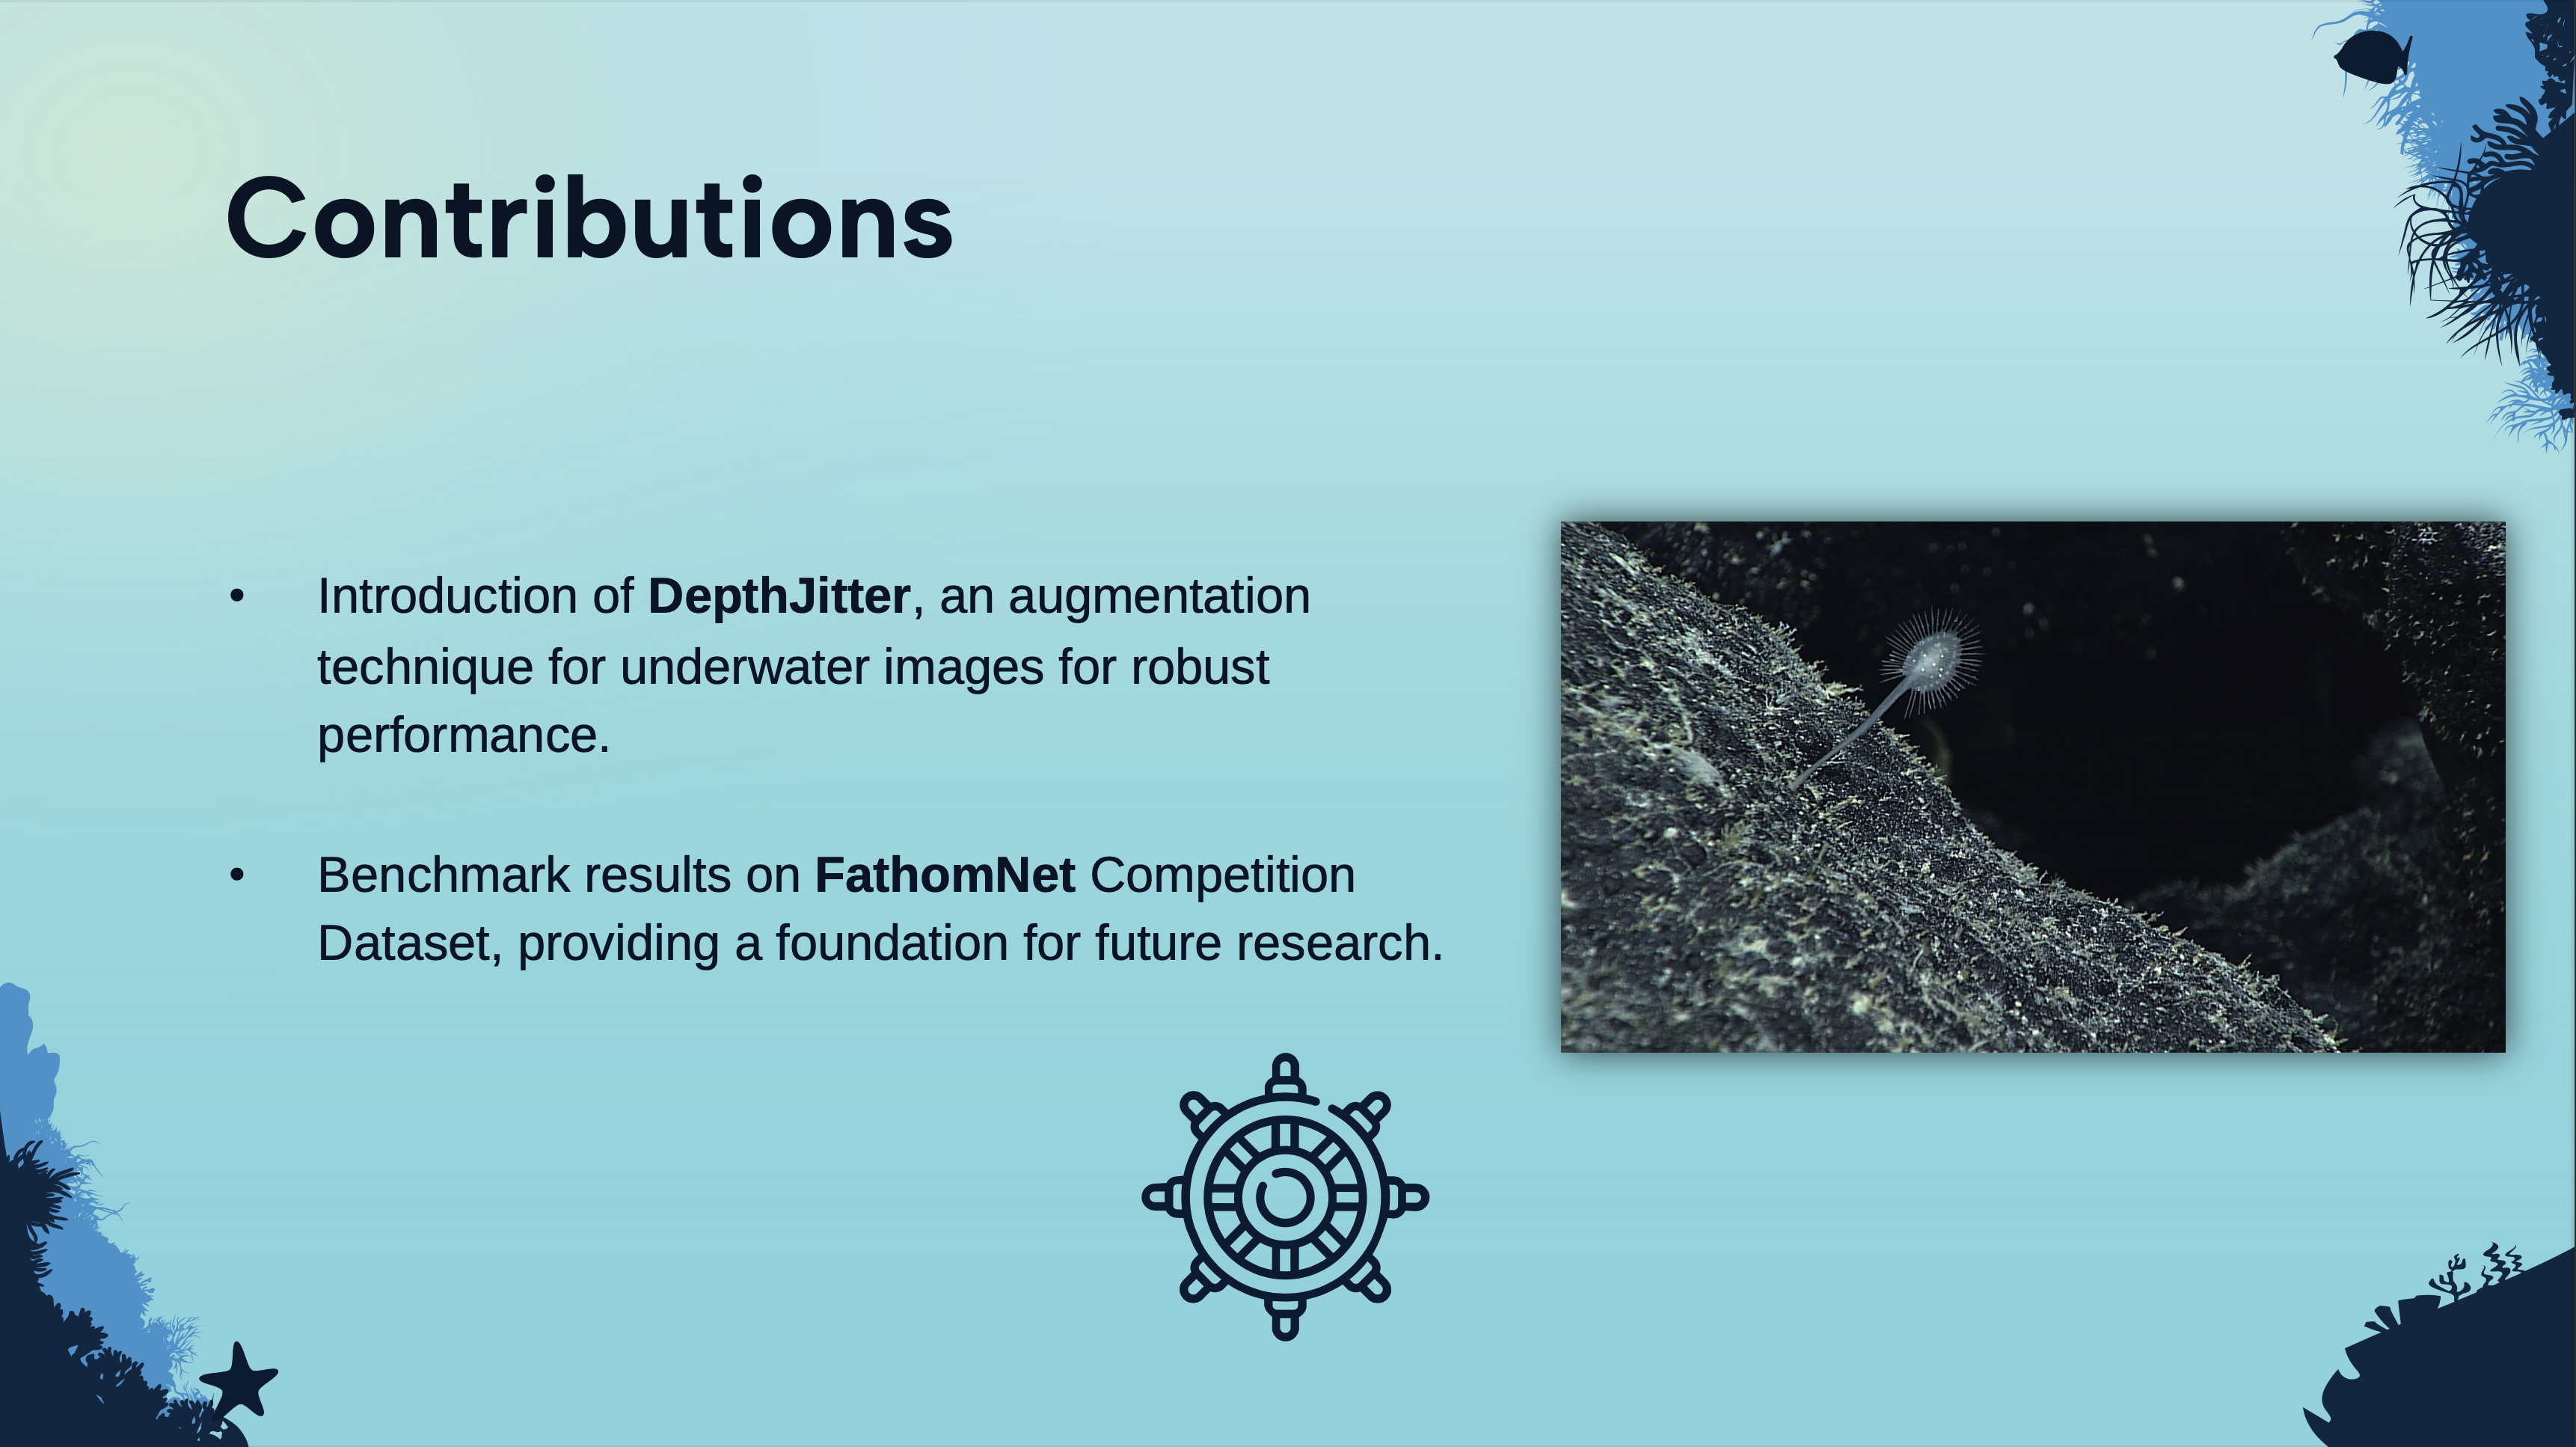 Contributions
• Introduction of DepthJitter, an augmentation
technique for underwater images for robust
performance.
• Benchmark results on FathomNet Competition
Dataset, providing a foundation for future research.